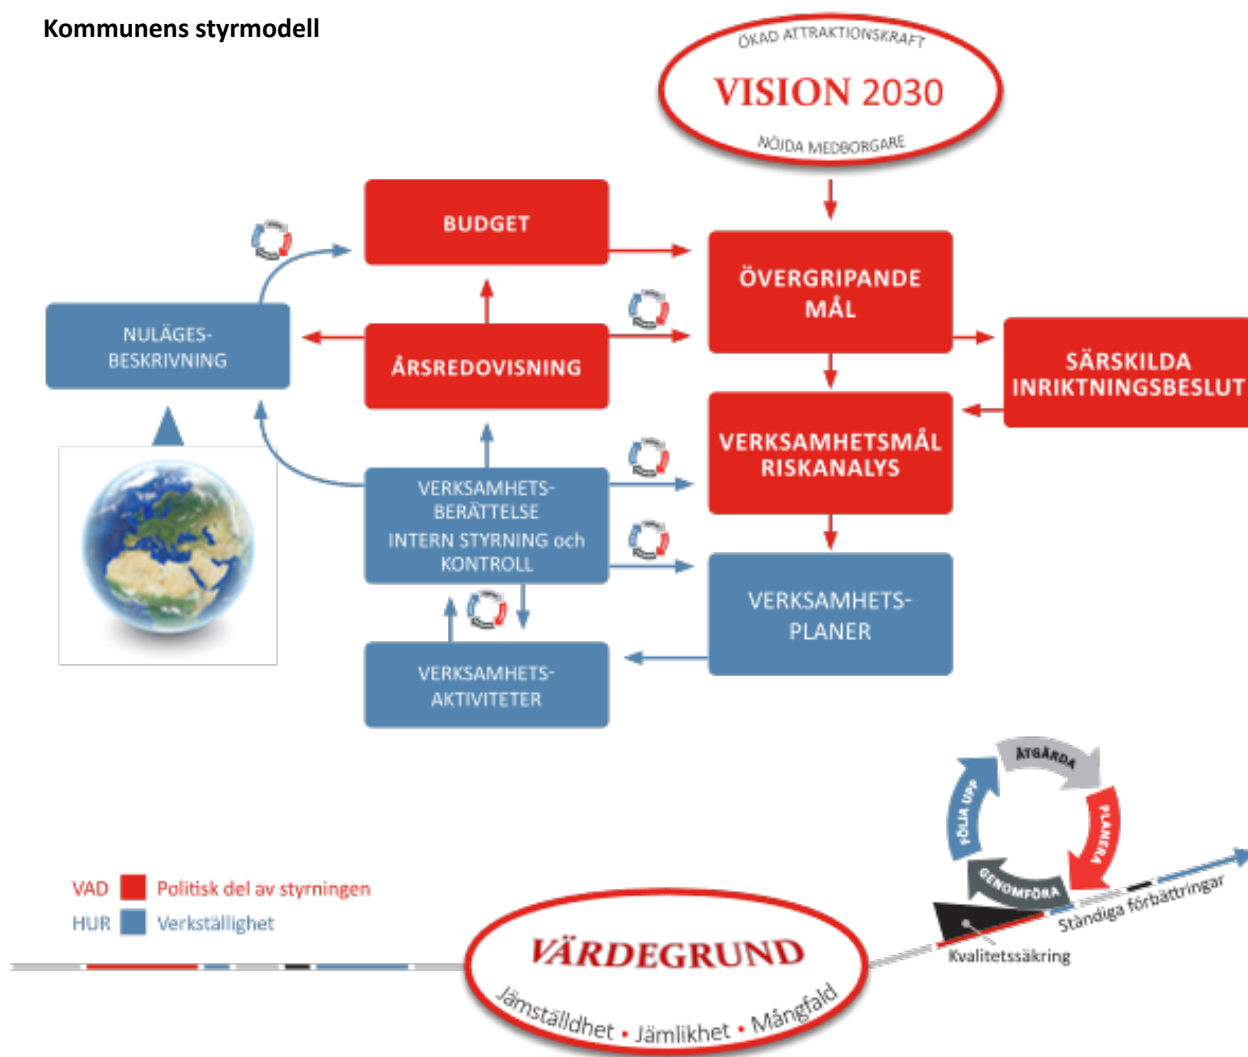 Kommunens styrmodell
ÖKAD ATTRAKTIONSKRAFT
VISION 2030
NÖJDA MEDBORGARE
BUDGET
ÖVERGRIPANDE
MÅL
NULÄGES-
BESKRIVNING
ÅRSREDOVISNING
SÄRSKILDA
INRIKTNINGSBESLUT
VERKSAMHETSMÅL
RISKANALYS
VERKSAMHETS-
BERÄTTELSE
INTERN STYRNING och
KONTROLL
VERKSAMHETS-
PLANER
VERKSAMHETS-
AKTIVITETER
ÅTGÄRDA
PLANERA
GENOMFÖRA
FÖLJA UPP
Ständiga förbättringar
Kvalitetssäkring
VAD Politisk del av styrningen
HUR Verkställighet
VÄRDEGRUND
Jämställdhet • Jämlikhet • Mångfald